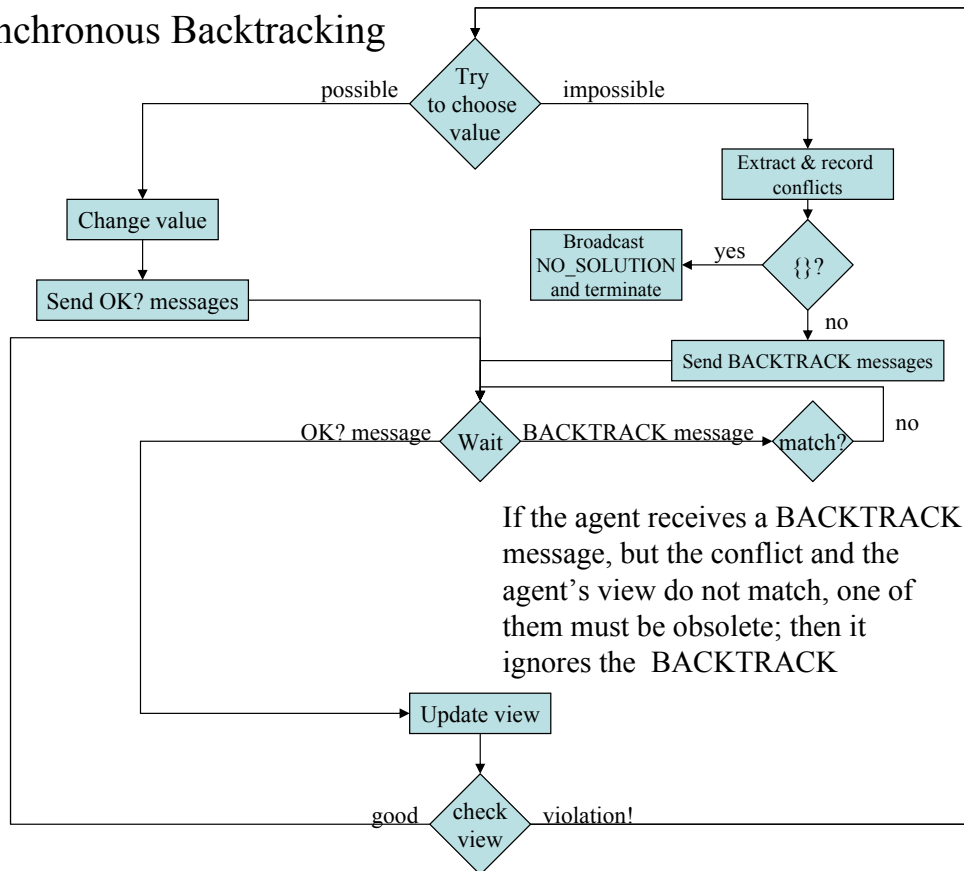 nchronous Backtracking
Try
to choose
value
possible
impossible
Extract & record
conflicts
Change value
Broadcast
NO_SOLUTION
and terminate
yes
{}?
Send OK? messages
no
Send BACKTRACK messages
OK? message
Wait
BACKTRACK message
match?
no
If the agent receives a BACKTRACK
message, but the conflict and the
agent's view do not match, one of
them must be obsolete; then it
ignores the BACKTRACK
Update view
good
check
view
violation!